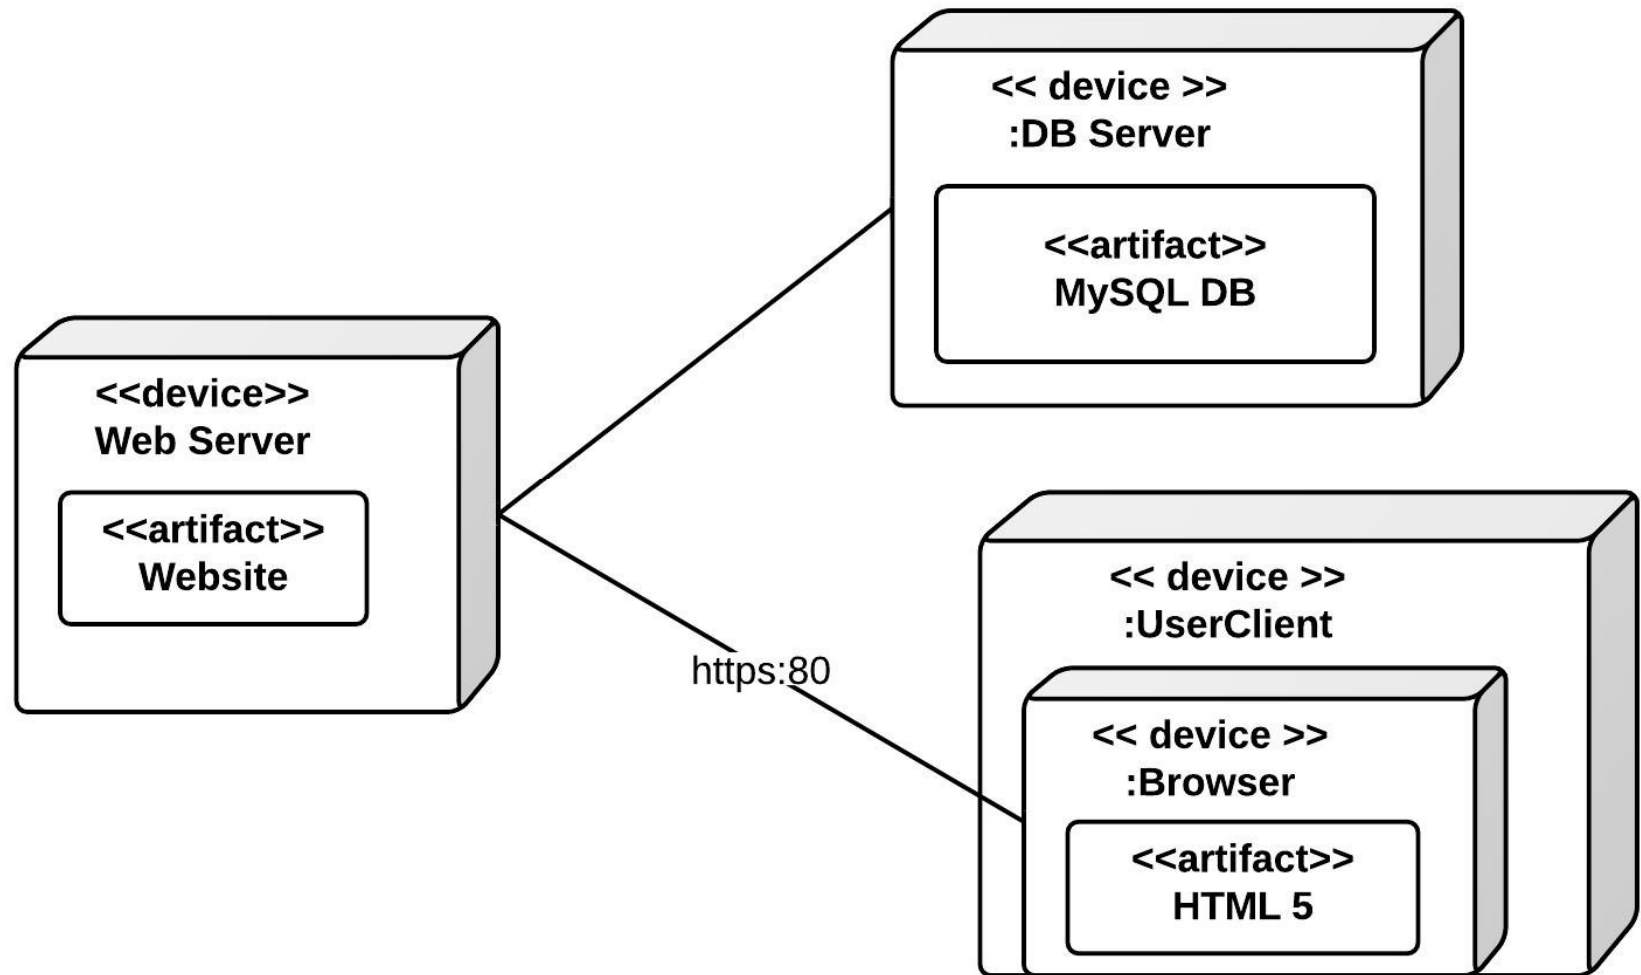 << device >>
:DB Server
<<artifact>>
MySQL DB
<<device>>
Web Server
<<artifact>>
Website
https:80
<< device >>
:UserClient
<< device >>
:Browser
<<artifact>>
HTML 5